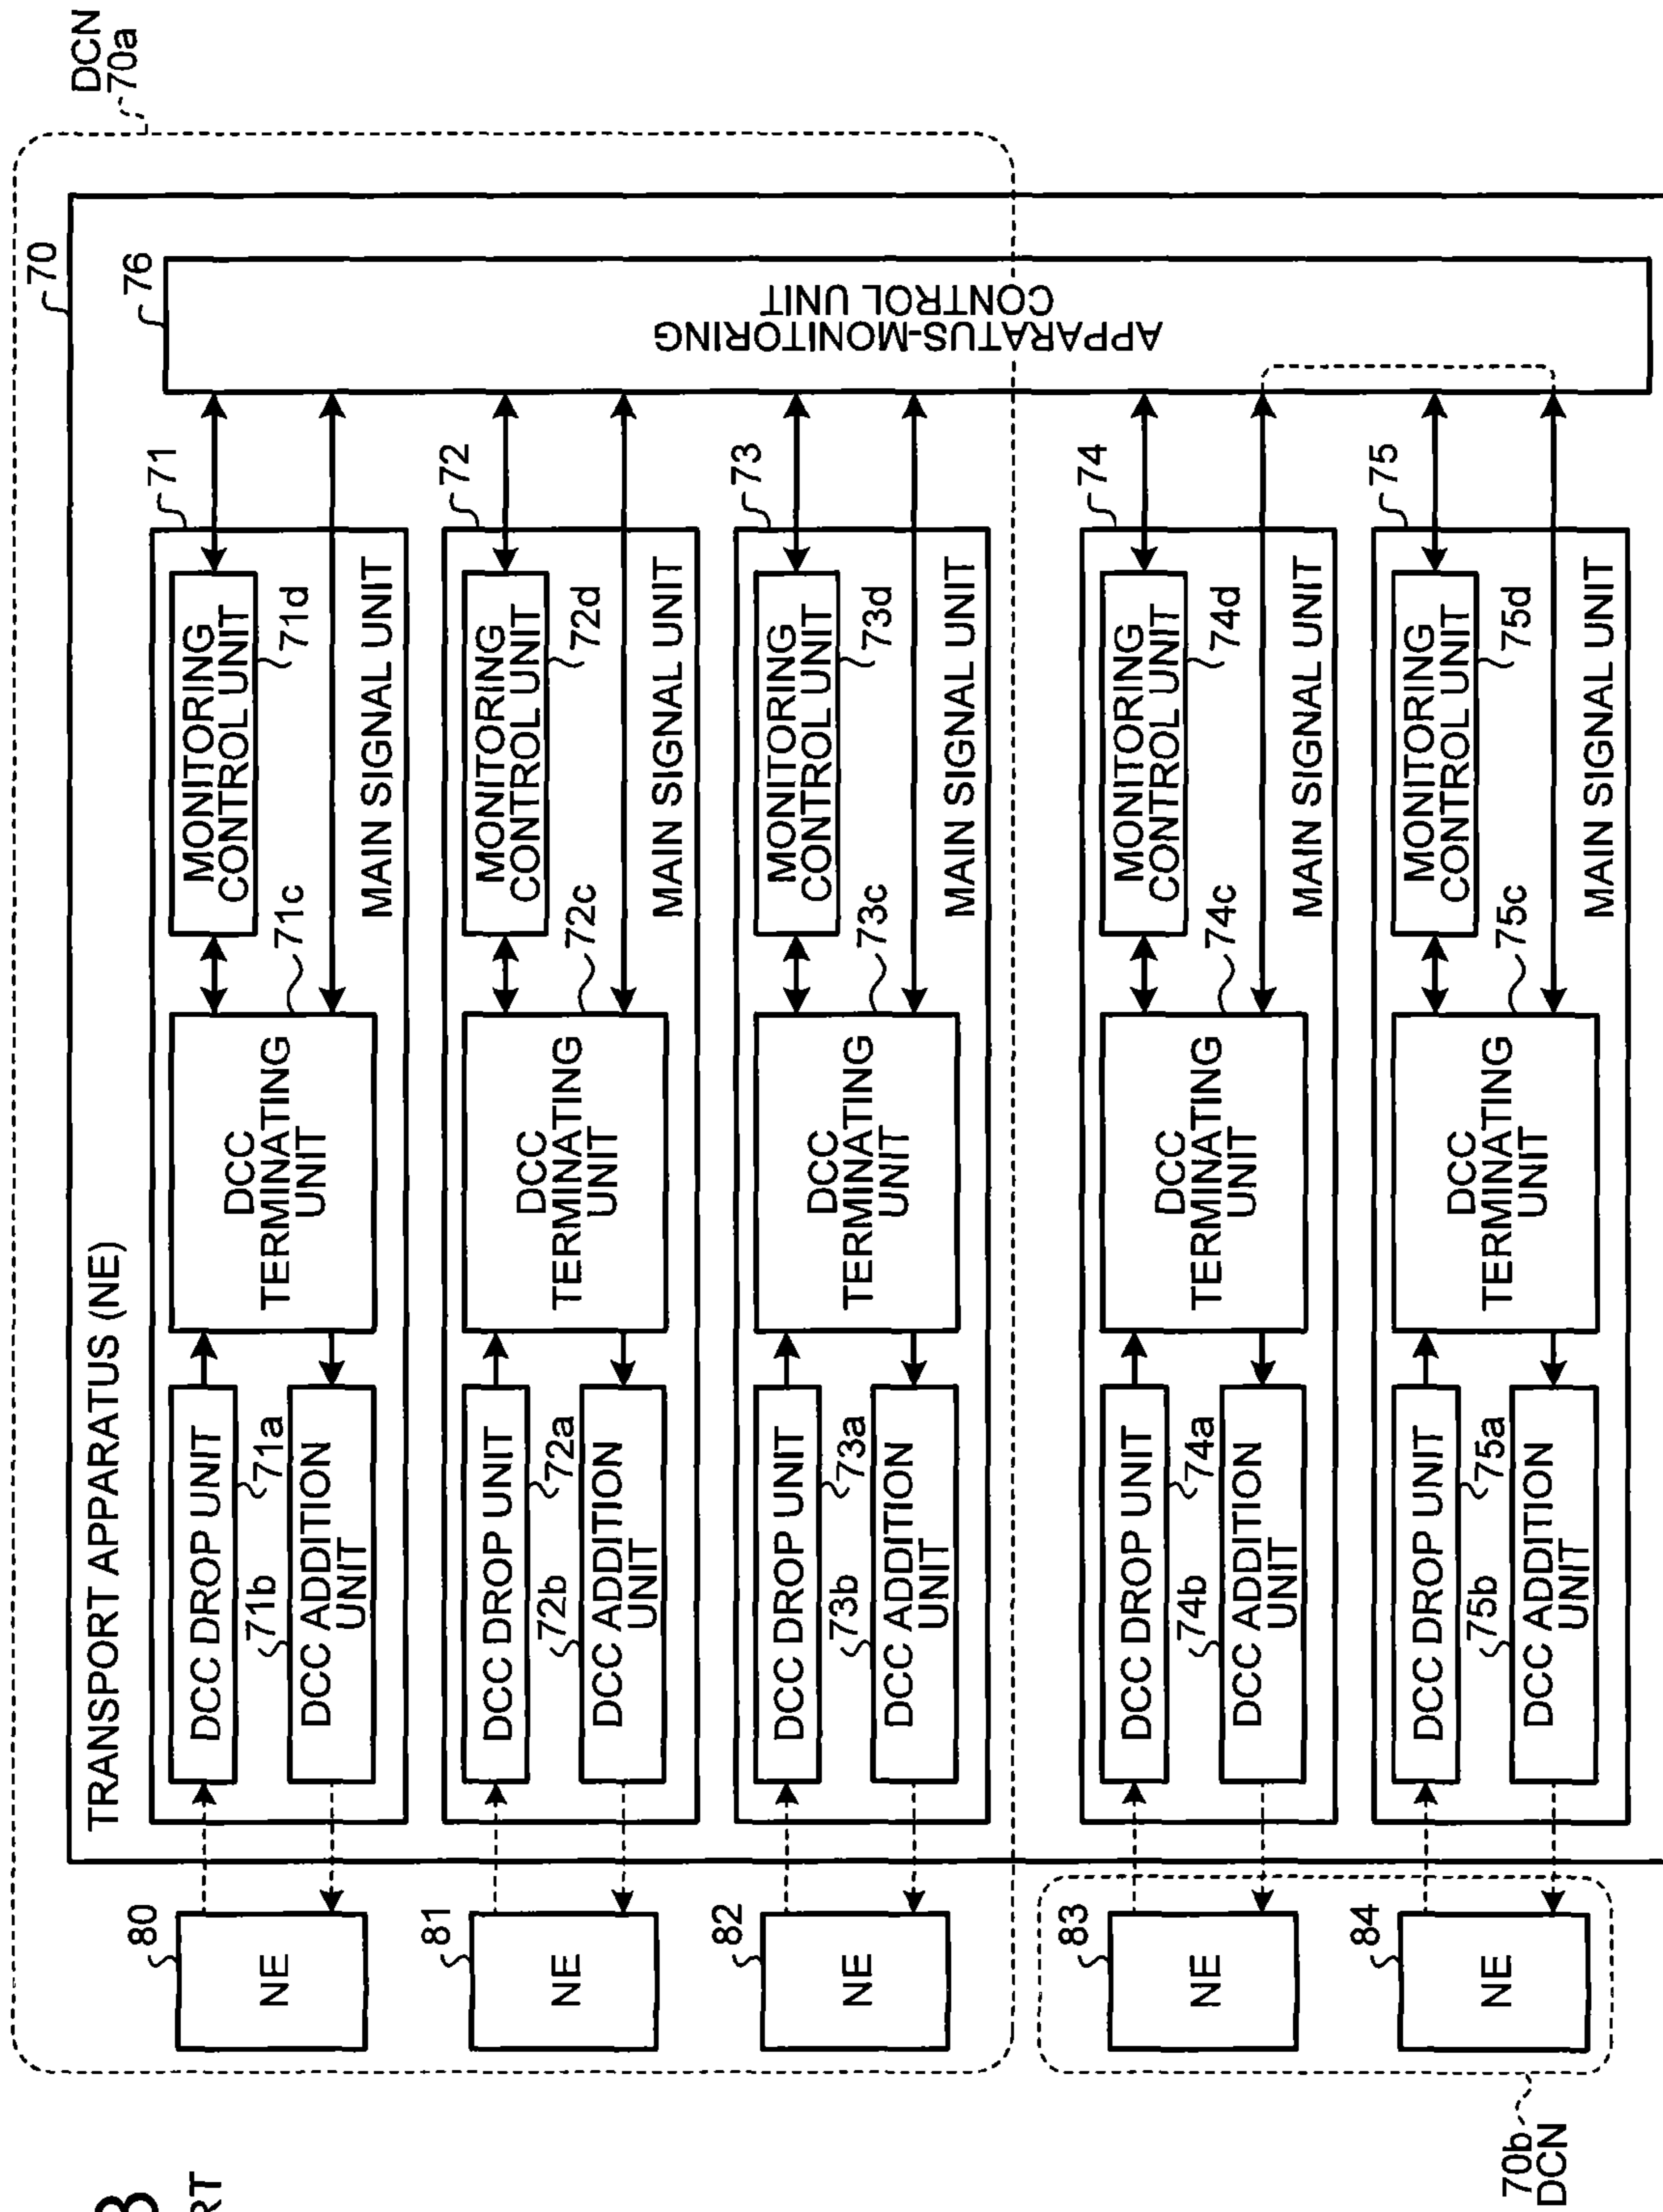 RT
DCN
70a
70
TRANSPORT APPARATUS (NE)
76
APPARATUS-MONITORING
CONTROL UNIT
80
NE
71
DCC DROP UNIT
71a
71b
DCC ADDITION
UNIT
DCC
TERMINATING
UNIT
71c
MONITORING
CONTROL UNIT
71d
MAIN SIGNAL UNIT
81
NE
72
DCC DROP UNIT
72a
72b
DCC ADDITION
UNIT
DCC
TERMINATING
UNIT
72c
MONITORING
CONTROL UNIT
72d
MAIN SIGNAL UNIT
82
NE
73
DCC DROP UNIT
73a
73b
DCC ADDITION
UNIT
DCC
TERMINATING
UNIT
73c
MONITORING
CONTROL UNIT
73d
MAIN SIGNAL UNIT
83
NE
74
DCC DROP UNIT
74a
74b
DCC ADDITION
UNIT
DCC
TERMINATING
UNIT
74c
MONITORING
CONTROL UNIT
74d
MAIN SIGNAL UNIT
84
NE
75
DCC DROP UNIT
75a
75b
DCC ADDITION
UNIT
DCC
TERMINATING
UNIT
75c
MONITORING
CONTROL UNIT
75d
MAIN SIGNAL UNIT
70b
DCN